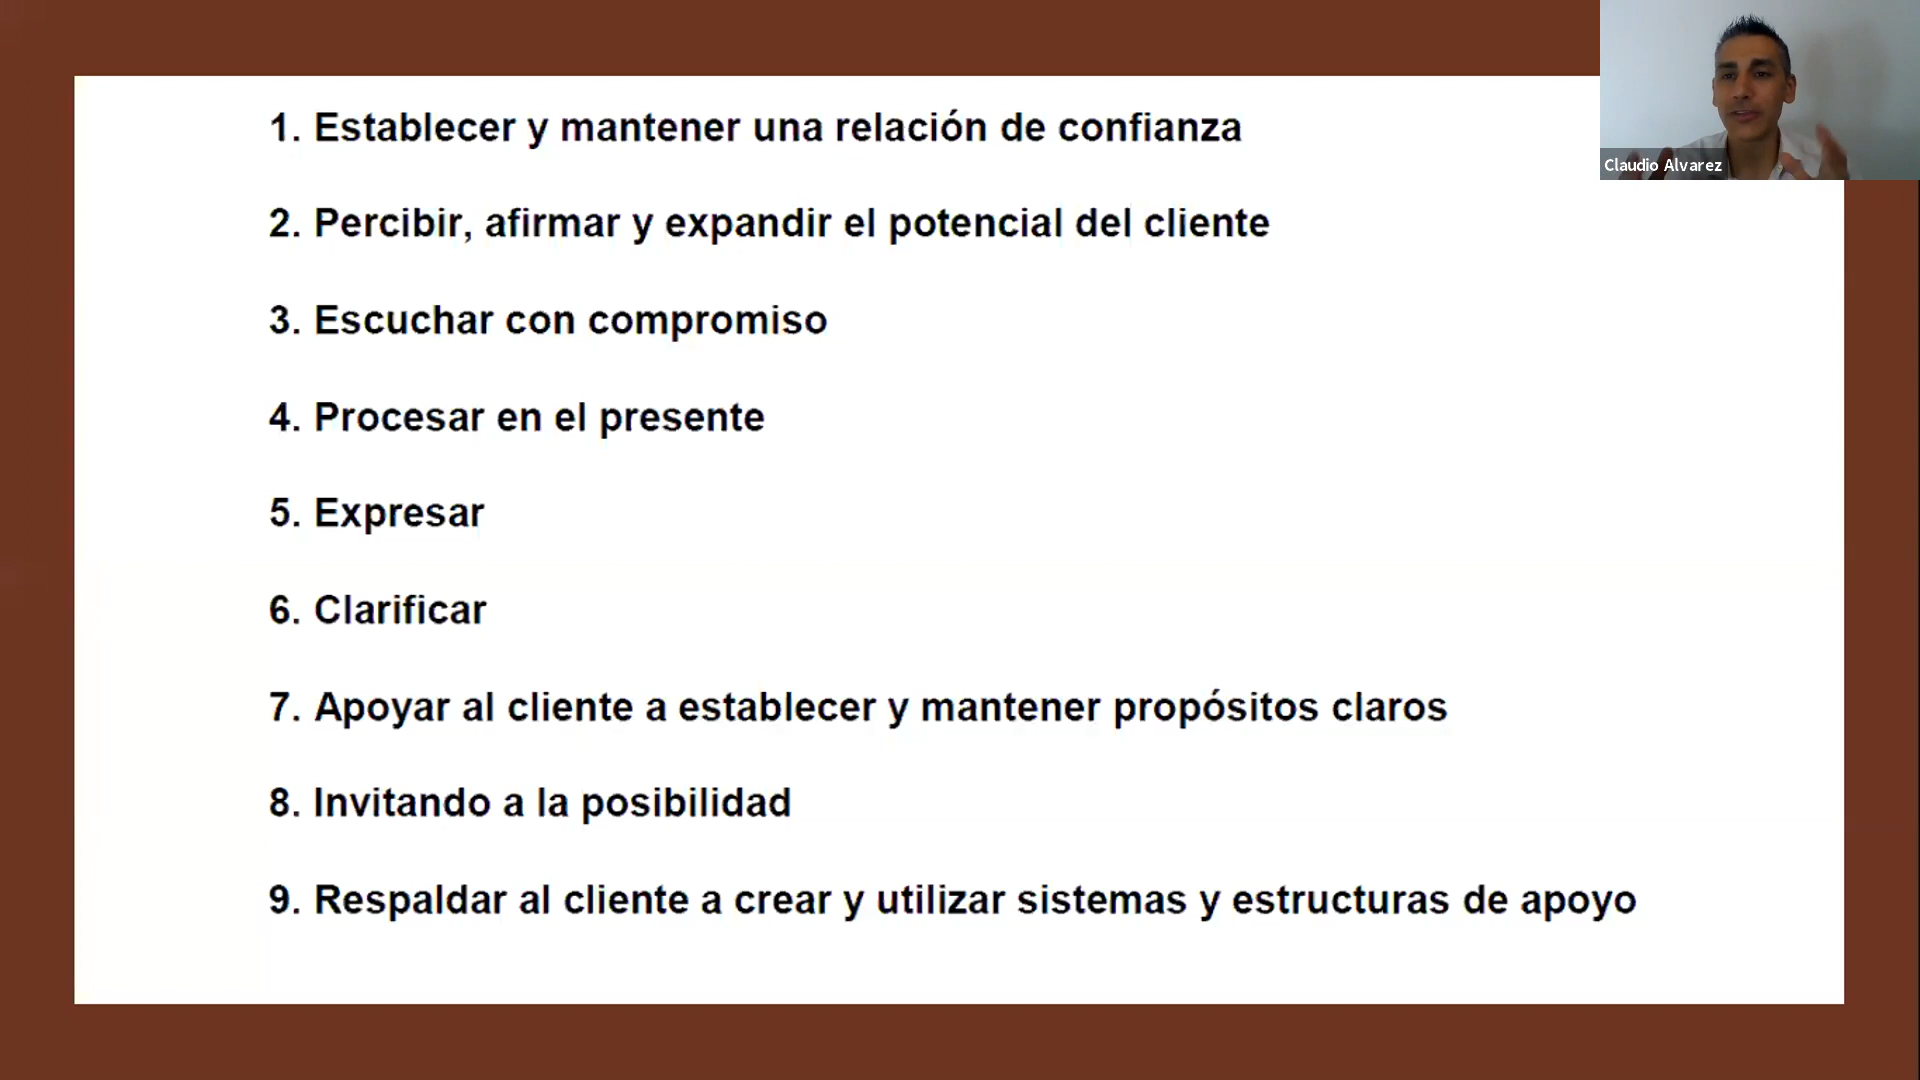 1. Establecer y mantener una relación de confianza
2. Percibir, afirmar y expandir el potencial del cliente
3. Escuchar con compromiso
4. Procesar en el presente
5. Expresar
6. Clarificar
7. Apoyar al cliente a establecer y mantener propósitos claros
8. Invitando a la posibilidad
9. Respaldar al cliente a crear y utilizar sistemas y estructuras de apoyo
Claudio Alvarez